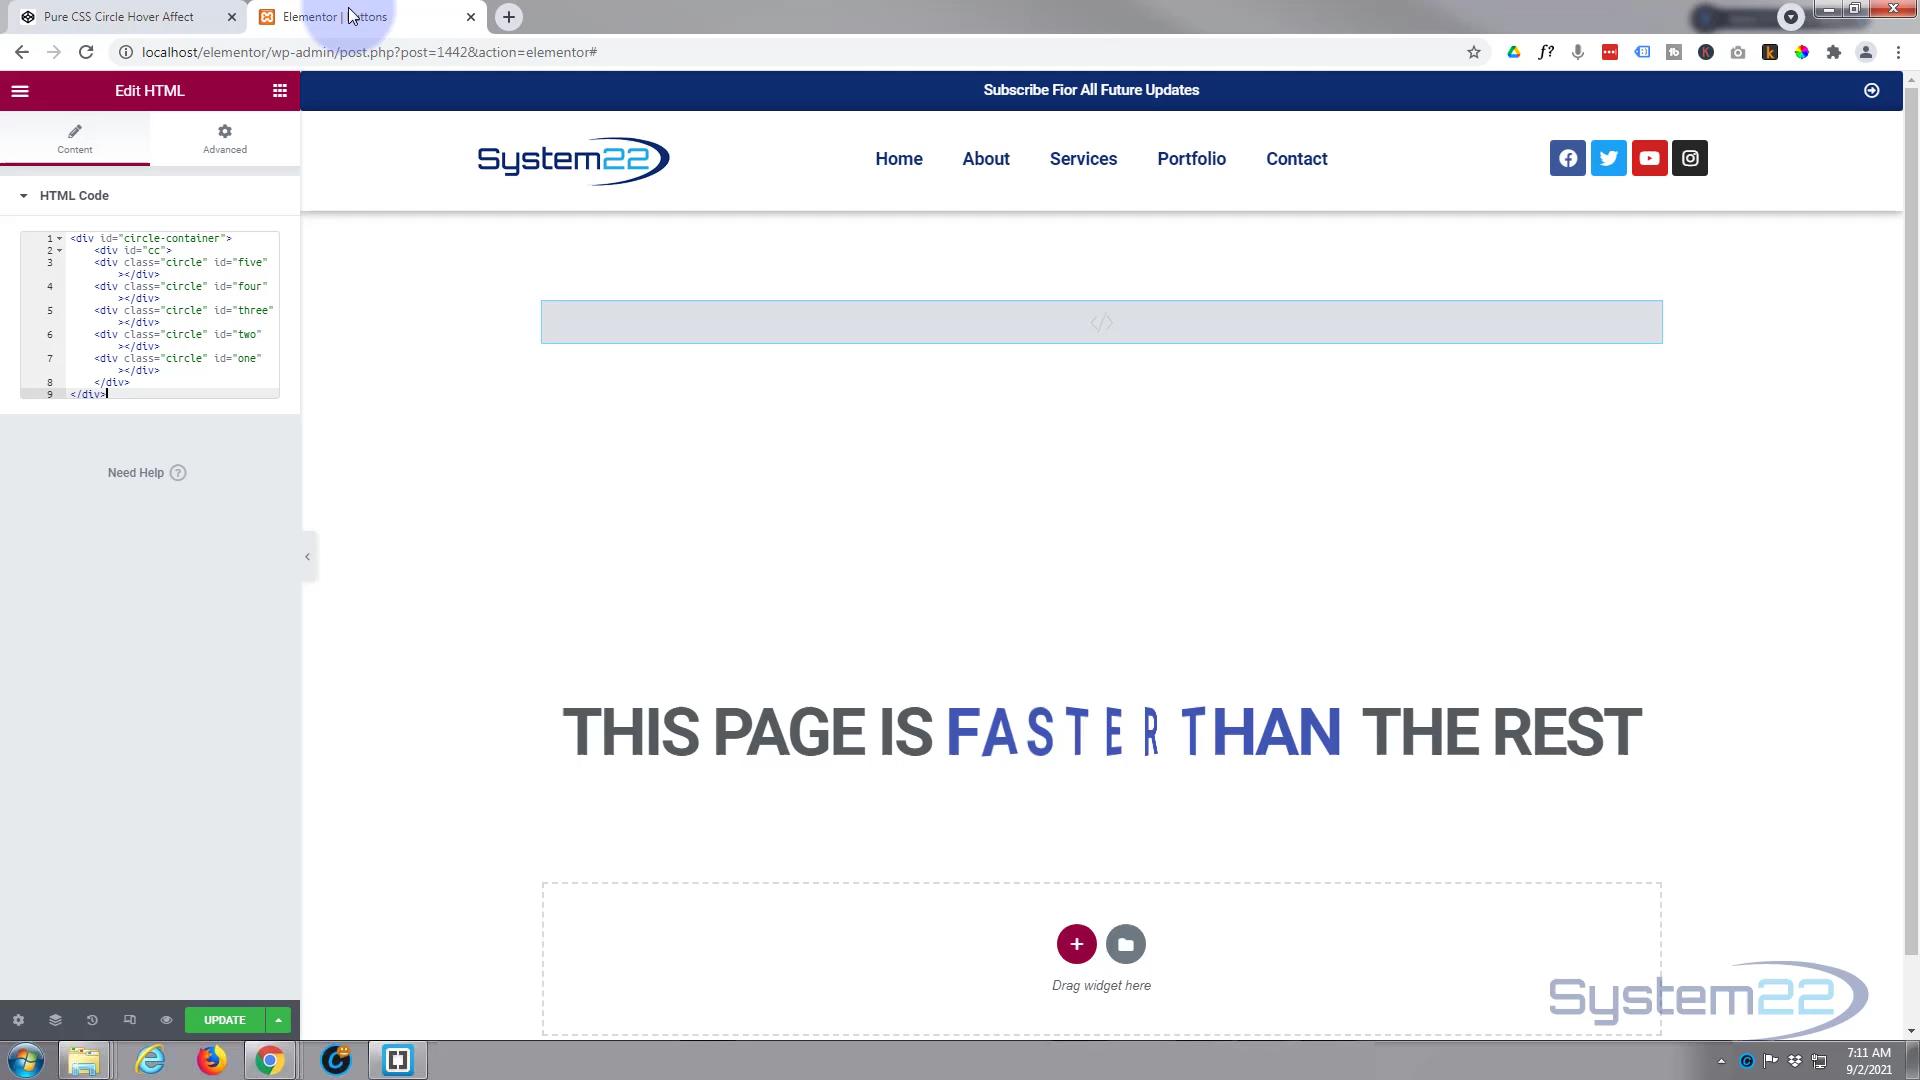 Pure CSS Circle Hover Affect
Elementor | Buttons
localhost/elementor/wp-admin/post.php?post=1442&action=elementor#
Edit HTML
Content
Advanced
HTML Code
1 <div id="circle-container">
2 <div id="cc">
3 <div class="circle" id="five"
></div>
4 <div class="circle" id="four"
></div>
5 <div class="circle" id="three"
></div>
6 <div class="circle" id="two"
></div>
7 <div class="circle" id="one"
></div>
8 </div>
9 </div>
Need Help
UPDATE
Subscribe Fior All Future Updates
System22
Home About Services Portfolio Contact
THIS PAGE IS FASTER THAN THE REST
Drag widget here
System22
7:11 AM
9/2/2021